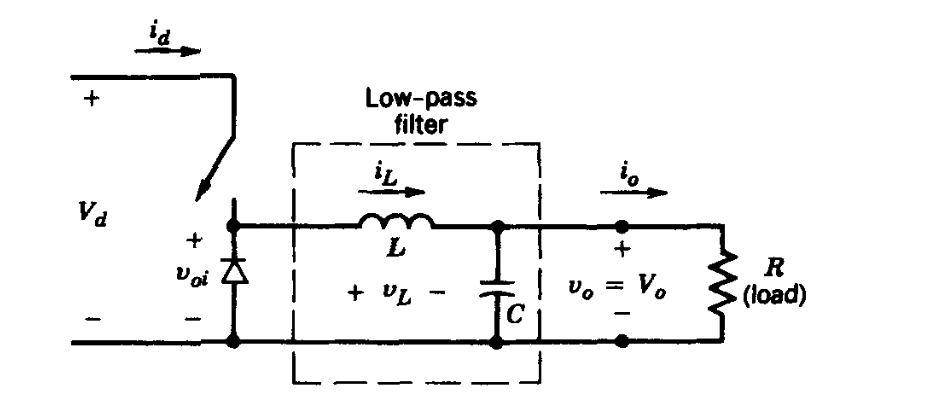 i_d
+
Low-pass
filter
i_L
i_o
V_d
+
L
+
v_oi
+ v_L −
C
v_o = V_o
R
(load)
−
−
−